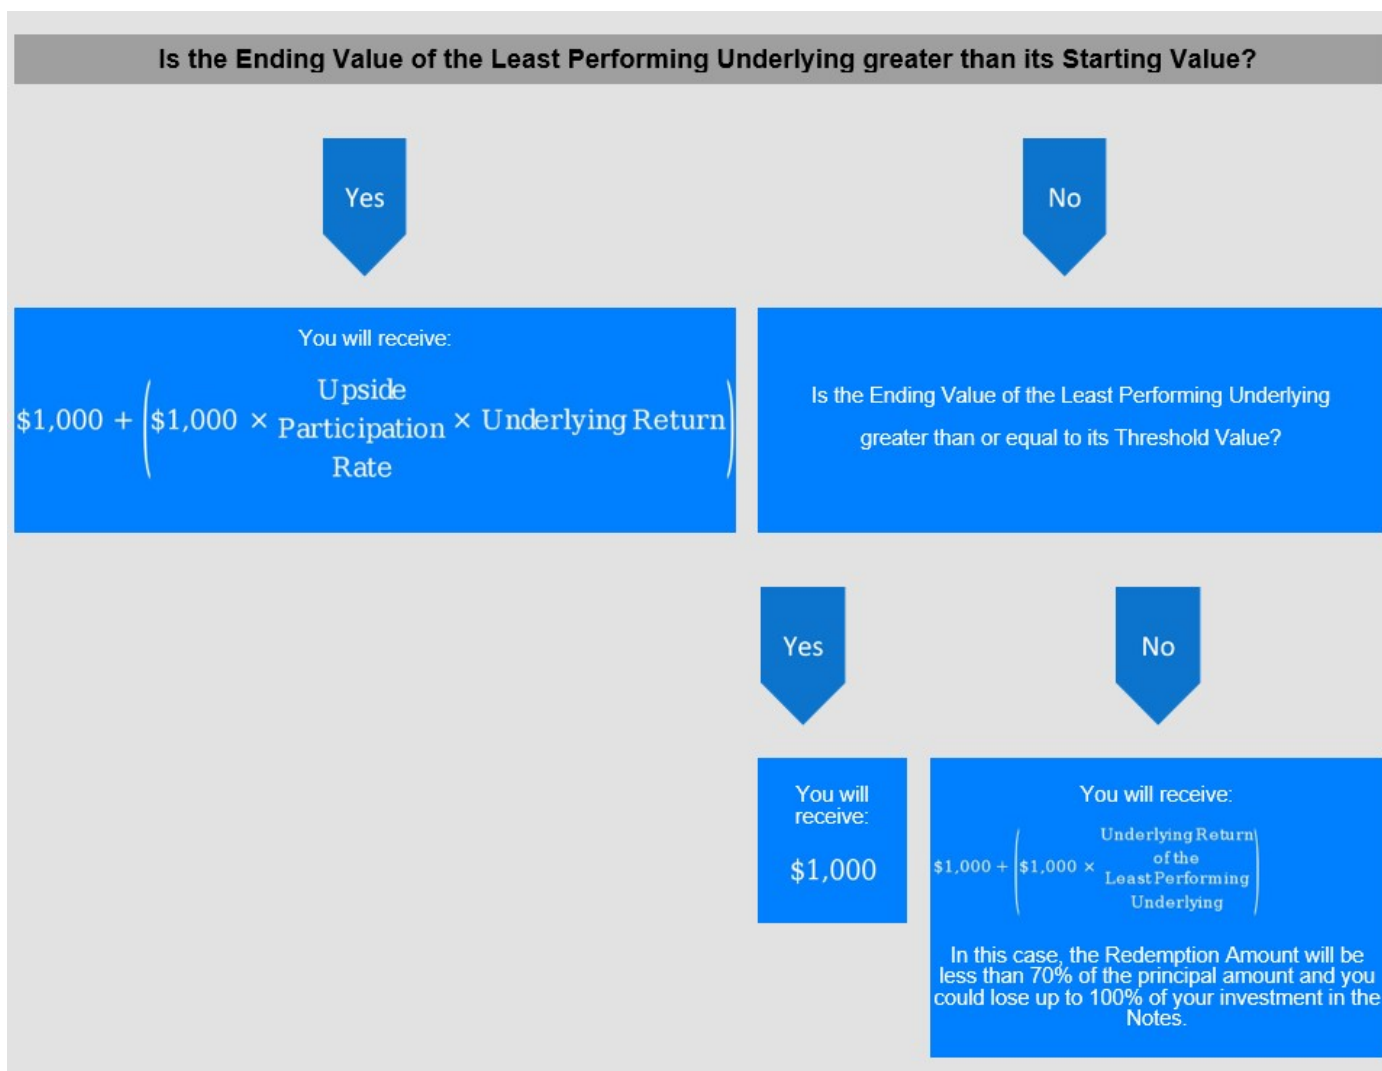 Is the Ending Value of the Least Performing Underlying greater than its Starting Value?
Yes
No
You will receive:
$1,000 + ($1,000 × Upside Participation Rate × Underlying Return)
Is the Ending Value of the Least Performing Underlying
greater than or equal to its Threshold Value?
Yes
No
You will
receive:
$1,000
You will receive:
$1,000 + ($1,000 × Underlying Return of the Least Performing Underlying)
In this case, the Redemption Amount will be
less than 70% of the principal amount and you
could lose up to 100% of your investment in the
Notes.